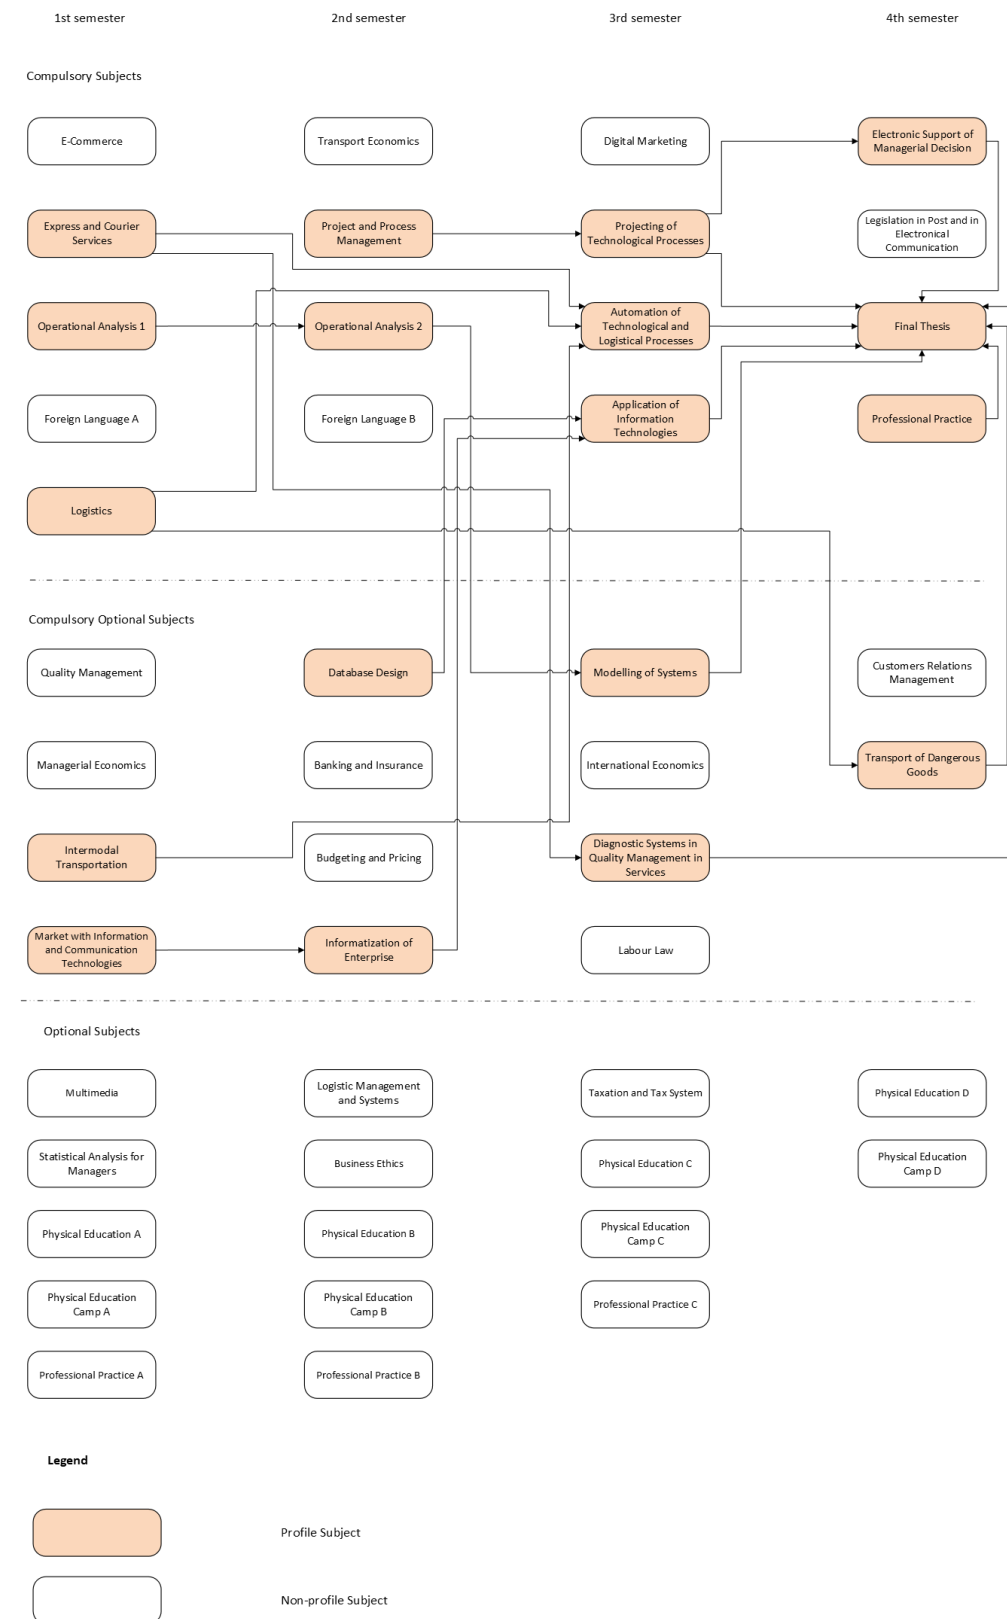 1st semester
2nd semester
3rd semester
4th semester
Compulsory Subjects
E-Commerce
Transport Economics
Digital Marketing
Electronic Support of
Managerial Decision
Express and Courier
Services
Project and Process
Management
Projecting of
Technological Processes
Legislation in Post and in
Electronical
Communication
Operational Analysis 1
Operational Analysis 2
Automation of
Technological and
Logistical Processes
Final Thesis
Foreign Language A
Foreign Language B
Application of
Information
Technologies
Professional Practice
Logistics
Compulsory Optional Subjects
Quality Management
Database Design
Modelling of Systems
Customers Relations
Management
Managerial Economics
Banking and Insurance
International Economics
Transport of Dangerous
Goods
Intermodal
Transportation
Budgeting and Pricing
Diagnostic Systems in
Quality Management in
Services
Market with Information
and Communication
Technologies
Informatization of
Enterprise
Labour Law
Optional Subjects
Multimedia
Logistic Management
and Systems
Taxation and Tax System
Physical Education D
Statistical Analysis for
Managers
Business Ethics
Physical Education C
Physical Education
Camp D
Physical Education A
Physical Education B
Physical Education
Camp C
Physical Education
Camp A
Physical Education
Camp B
Professional Practice C
Professional Practice A
Professional Practice B
Legend
Profile Subject
Non-profile Subject